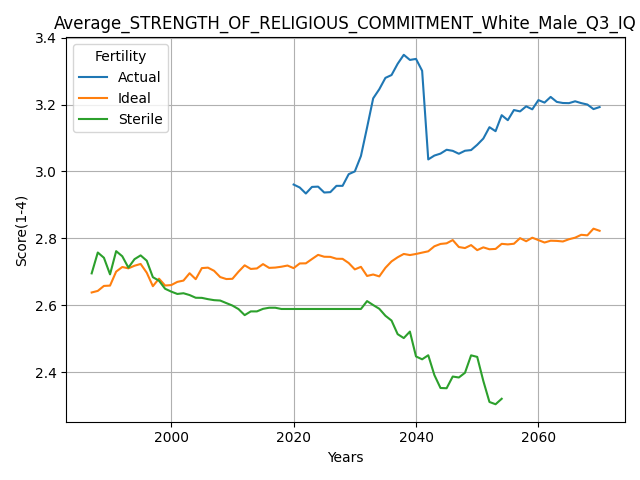 Average_STRENGTH_OF_RELIGIOUS_COMMITMENT_White_Male_Q3_IQ
Fertility
Actual
Ideal
Sterile
Score(1-4)
3.4
3.2
3.0
2.8
2.6
2.4
2000
2020
2040
2060
Years